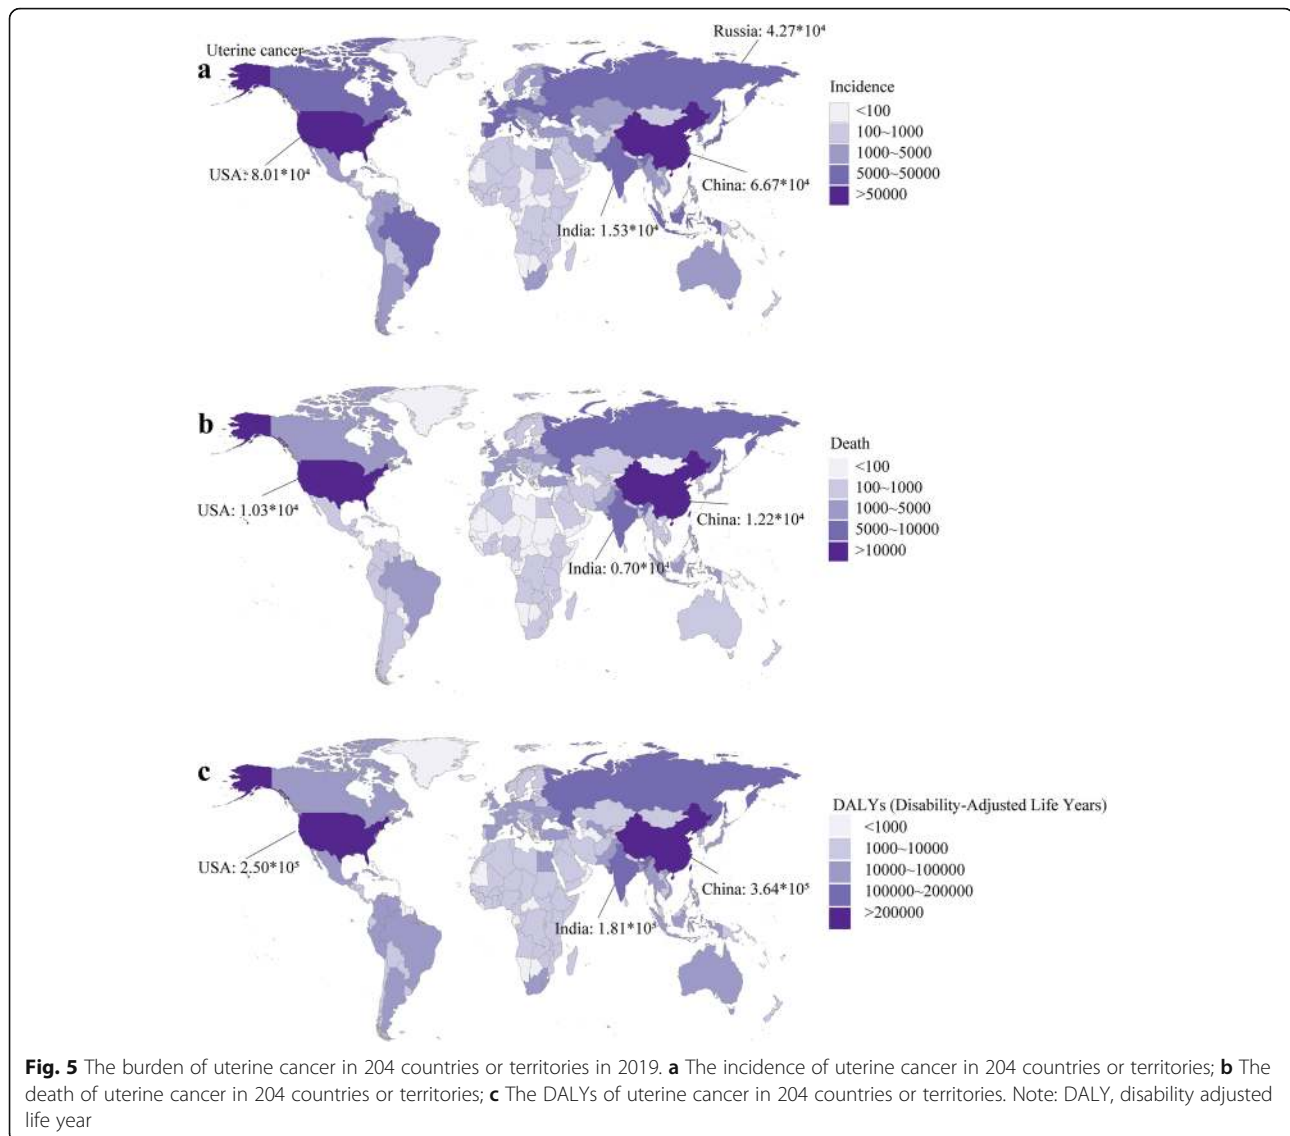 Uterine cancer
a
Russia: 4.27*10⁴
USA: 8.01*10⁴
China: 6.67*10⁴
India: 1.53*10⁴
Incidence
<100
100~1000
1000~5000
5000~50000
>50000
b
USA: 1.03*10⁴
China: 1.22*10⁴
India: 0.70*10⁴
Death
<100
100~1000
1000~5000
5000~10000
>10000
c
USA: 2.50*10⁵
China: 3.64*10⁵
India: 1.81*10⁵
DALYs (Disability-Adjusted Life Years)
<1000
1000~10000
10000~100000
100000~200000
>200000
Fig. 5 The burden of uterine cancer in 204 countries or territories in 2019. a The incidence of uterine cancer in 204 countries or territories; b The
death of uterine cancer in 204 countries or territories; c The DALYs of uterine cancer in 204 countries or territories. Note: DALY, disability adjusted
life year